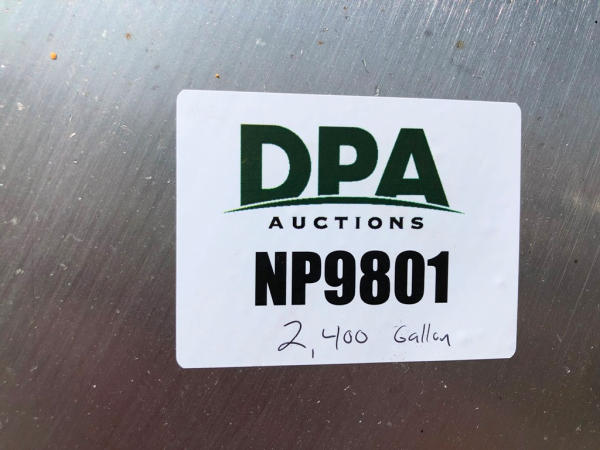 DPA
AUCTIONS
NP9801
2,400 Gallon